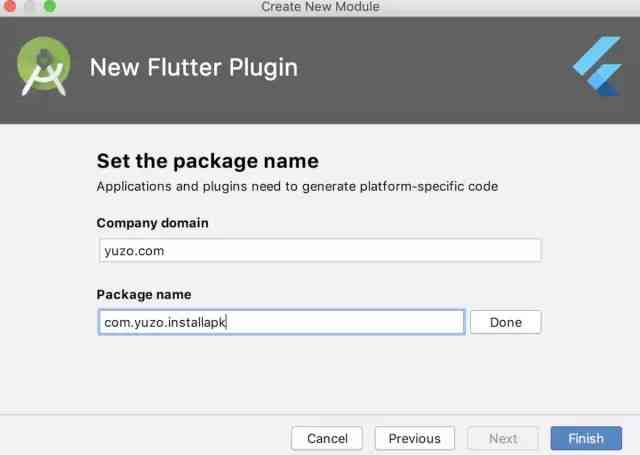 Create New Module
New Flutter Plugin
Set the package name
Applications and plugins need to generate platform-specific code
Company domain
yuzo.com
Package name
com.yuzo.installapk
Done
Cancel
Previous
Next
Finish